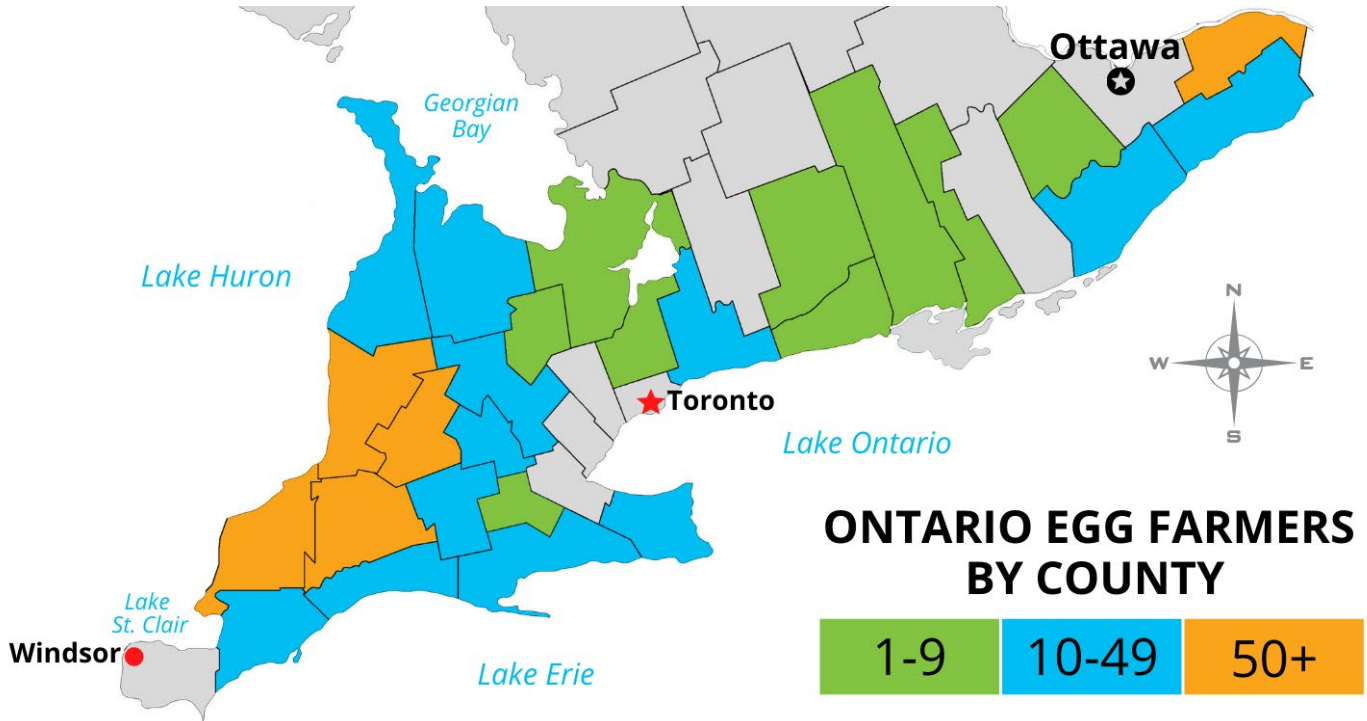 Ottawa
Georgian
Bay
Lake Huron
N
W
E
S
Toronto
Lake Ontario
ONTARIO EGG FARMERS
BY COUNTY
Lake
St. Clair
Windsor
Lake Erie
1-9
10-49
50+